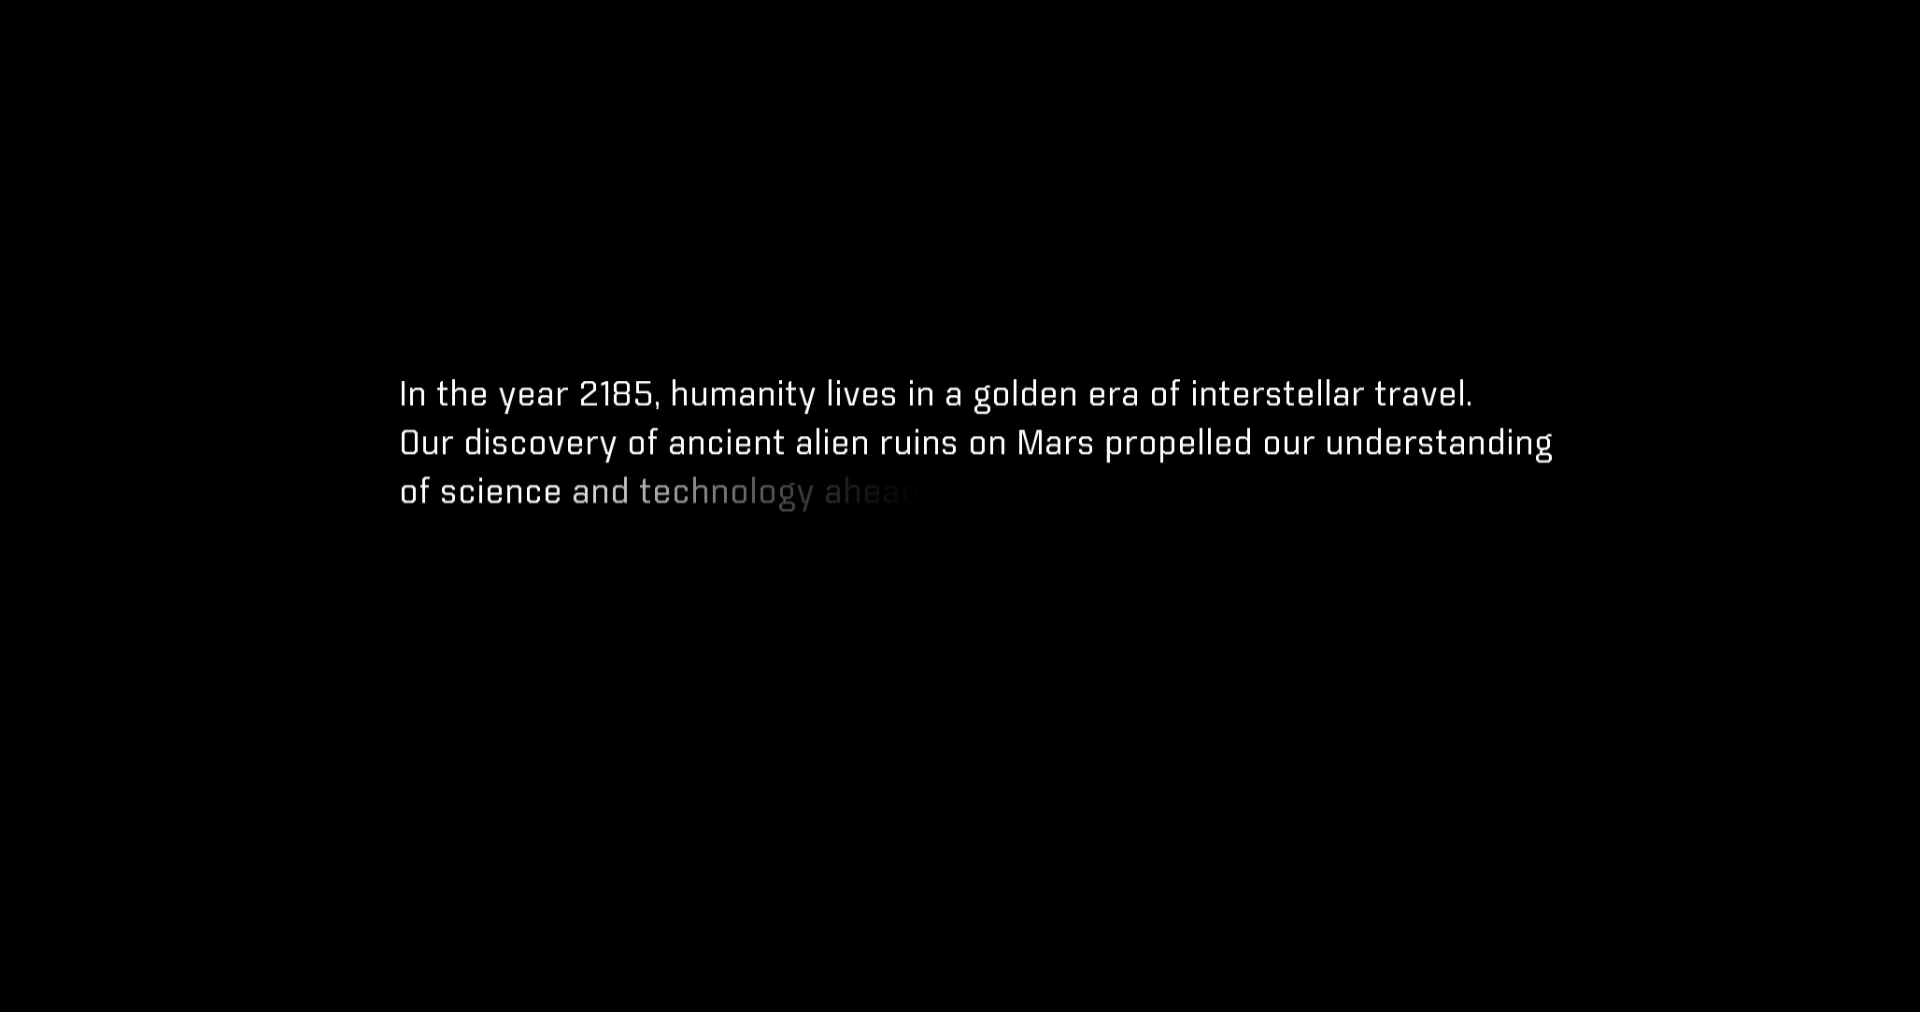 In the year 2185, humanity lives in a golden era of interstellar travel.
Our discovery of ancient alien ruins on Mars propelled our understanding
of science and technology ahead